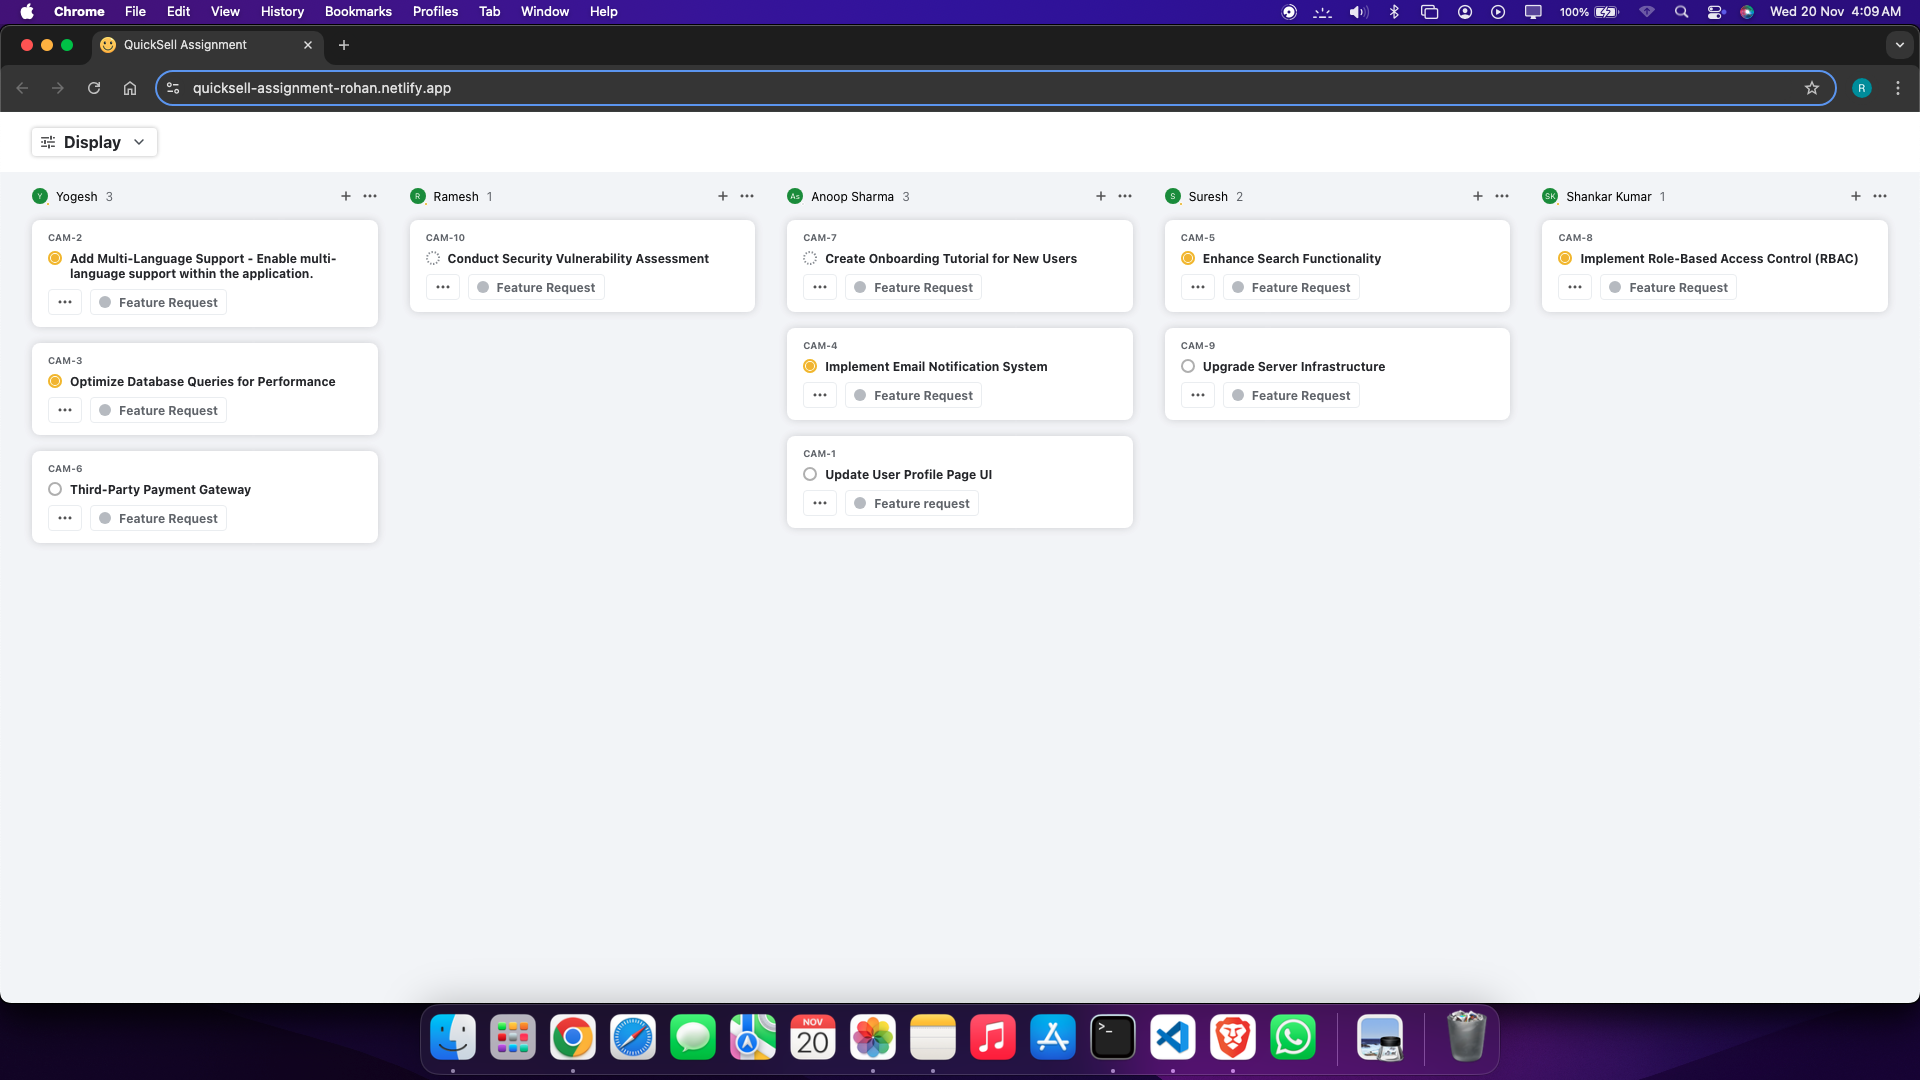 Chrome File Edit View History Bookmarks Profiles Tab Window Help 100% Wed 20 Nov 4:09 AM
QuickSell Assignment
quicksell-assignment-rohan.netlify.app R
Display
Y Yogesh 3
CAM-2
Add Multi-Language Support - Enable multi-
language support within the application.
Feature Request
CAM-3
Optimize Database Queries for Performance
Feature Request
CAM-6
Third-Party Payment Gateway
Feature Request
R Ramesh 1
CAM-10
Conduct Security Vulnerability Assessment
Feature Request
As Anoop Sharma 3
CAM-7
Create Onboarding Tutorial for New Users
Feature Request
CAM-4
Implement Email Notification System
Feature Request
CAM-1
Update User Profile Page UI
Feature request
S Suresh 2
CAM-5
Enhance Search Functionality
Feature Request
CAM-9
Upgrade Server Infrastructure
Feature Request
SK Shankar Kumar 1
CAM-8
Implement Role-Based Access Control (RBAC)
Feature Request
NOV
20
>_